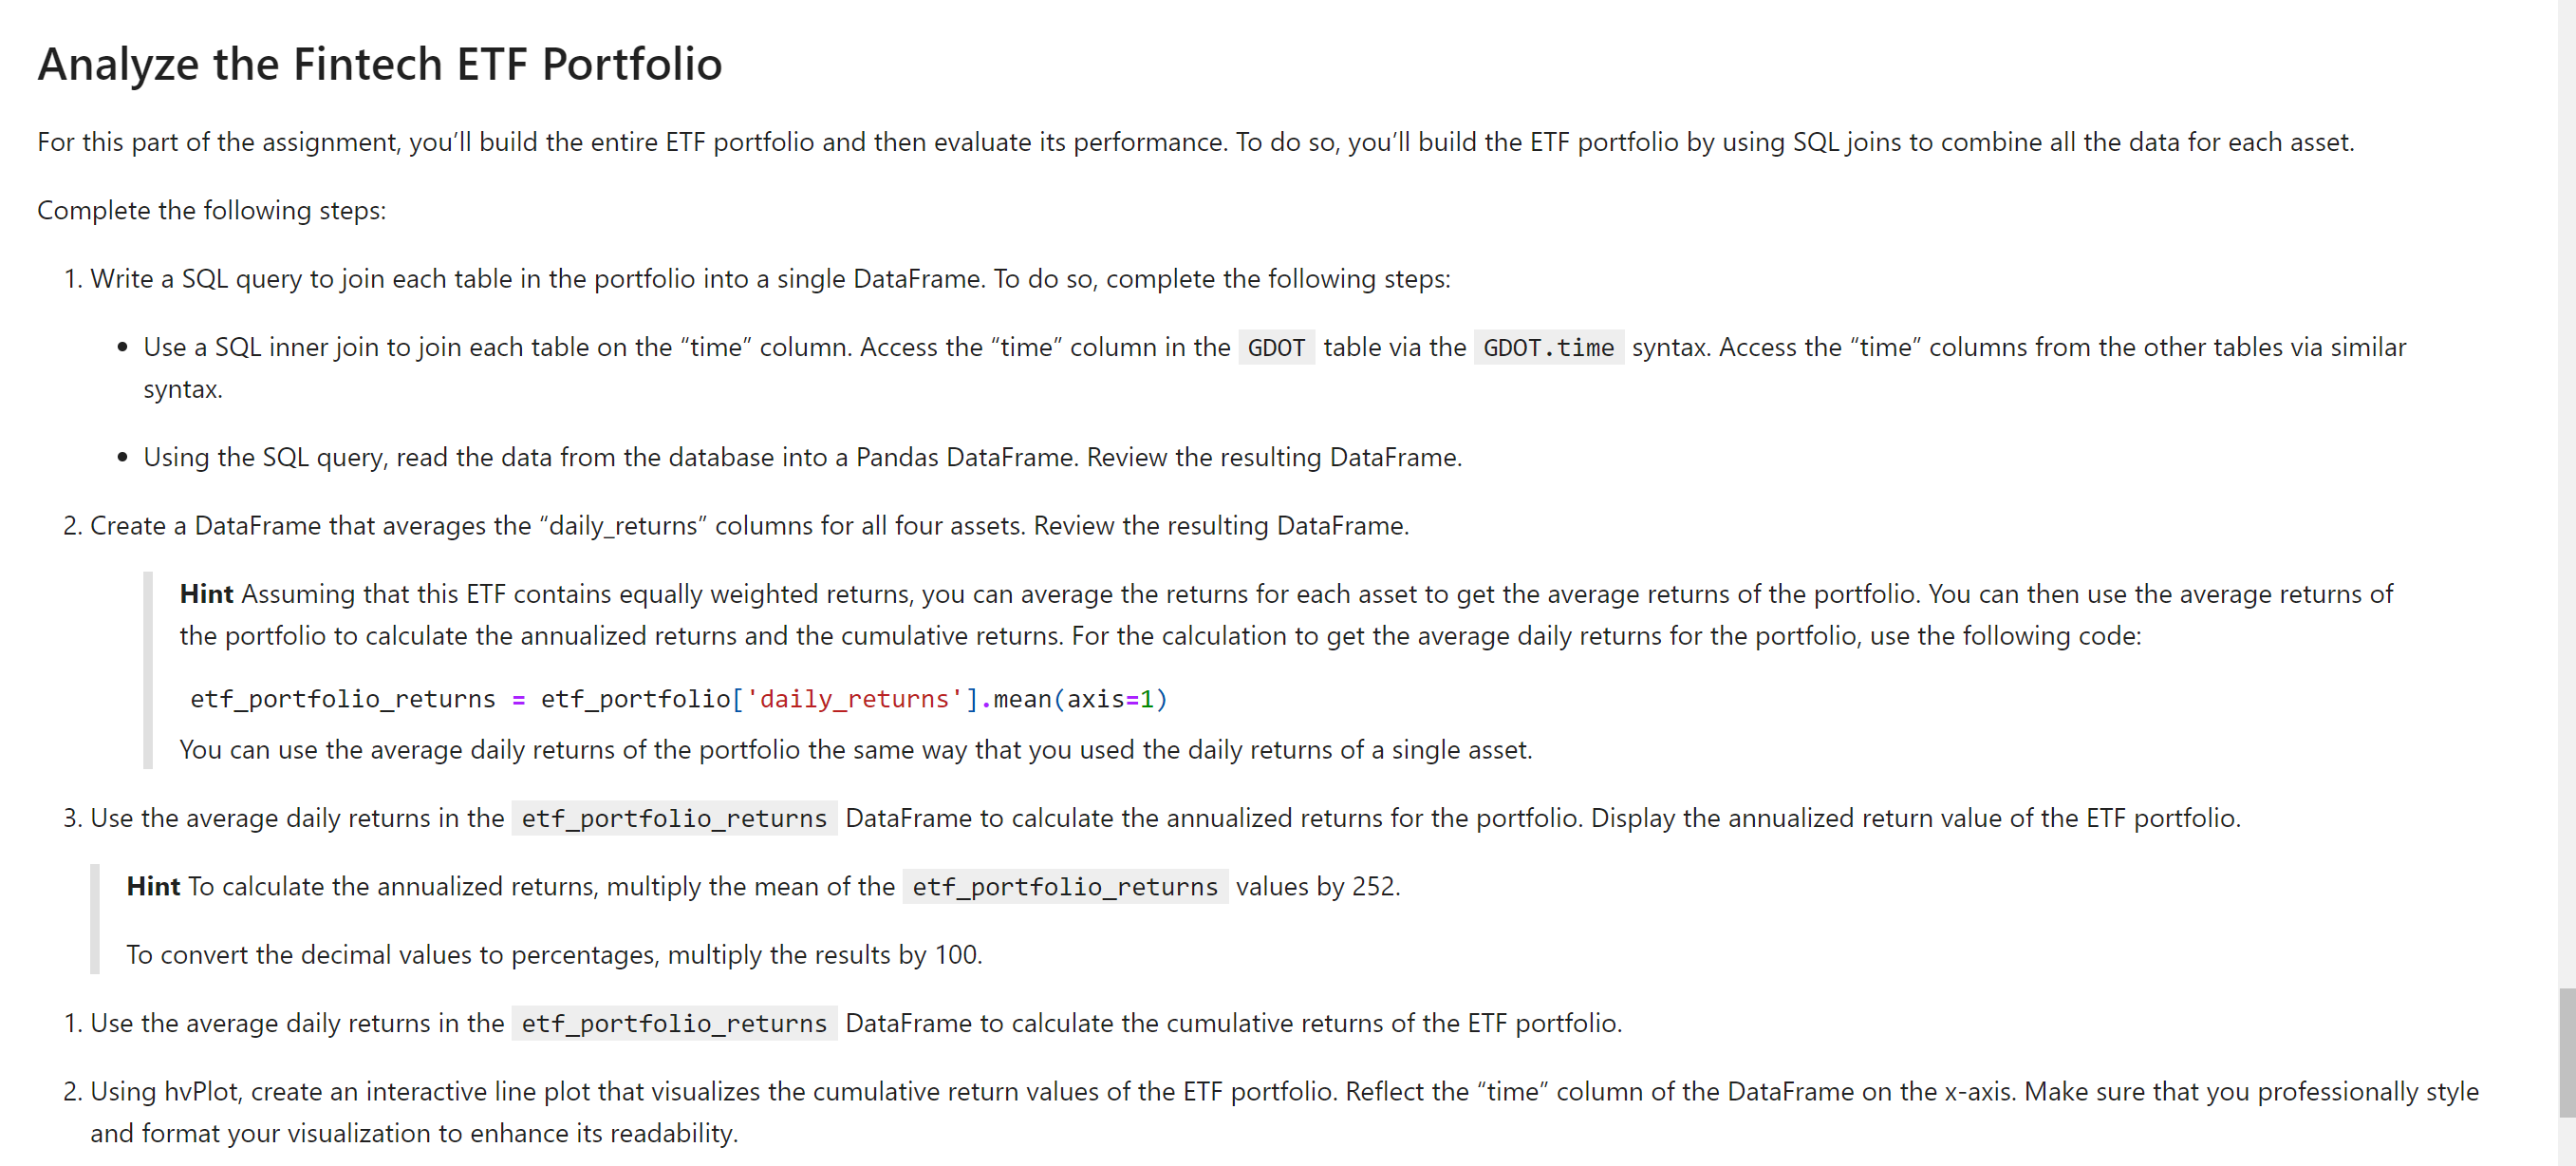 Analyze the Fintech ETF Portfolio
For this part of the assignment, you’ll build the entire ETF portfolio and then evaluate its performance. To do so, you’ll build the ETF portfolio by using SQL joins to combine all the data for each asset.
Complete the following steps:
1. Write a SQL query to join each table in the portfolio into a single DataFrame. To do so, complete the following steps:
• Use a SQL inner join to join each table on the “time” column. Access the “time” column in the GDOT table via the GDOT.time syntax. Access the “time” columns from the other tables via similar
syntax.
• Using the SQL query, read the data from the database into a Pandas DataFrame. Review the resulting DataFrame.
2. Create a DataFrame that averages the “daily_returns” columns for all four assets. Review the resulting DataFrame.
Hint Assuming that this ETF contains equally weighted returns, you can average the returns for each asset to get the average returns of the portfolio. You can then use the average returns of
the portfolio to calculate the annualized returns and the cumulative returns. For the calculation to get the average daily returns for the portfolio, use the following code:
etf_portfolio_returns = etf_portfolio['daily_returns'].mean(axis=1)
You can use the average daily returns of the portfolio the same way that you used the daily returns of a single asset.
3. Use the average daily returns in the etf_portfolio_returns DataFrame to calculate the annualized returns for the portfolio. Display the annualized return value of the ETF portfolio.
Hint To calculate the annualized returns, multiply the mean of the etf_portfolio_returns values by 252.
To convert the decimal values to percentages, multiply the results by 100.
1. Use the average daily returns in the etf_portfolio_returns DataFrame to calculate the cumulative returns of the ETF portfolio.
2. Using hvPlot, create an interactive line plot that visualizes the cumulative return values of the ETF portfolio. Reflect the “time” column of the DataFrame on the x-axis. Make sure that you professionally style
and format your visualization to enhance its readability.